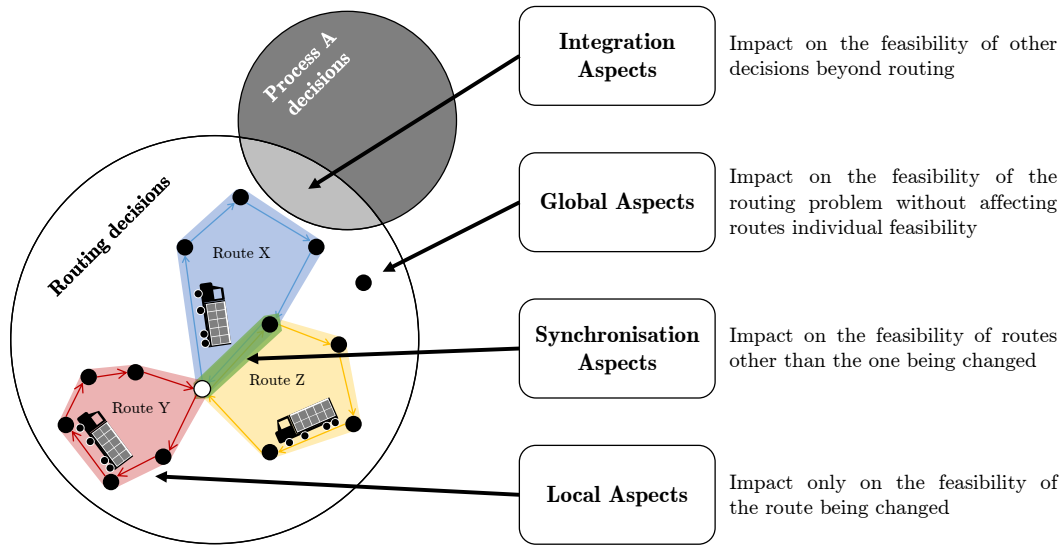 Process A
decisions
Routing decisions
Route X
Route Y
Route Z
Integration
Aspects
Impact on the feasibility of other
decisions beyond routing
Global Aspects
Impact on the feasibility of the
routing problem without affecting
routes individual feasibility
Synchronisation
Aspects
Impact on the feasibility of routes
other than the one being changed
Local Aspects
Impact only on the feasibility of
the route being changed